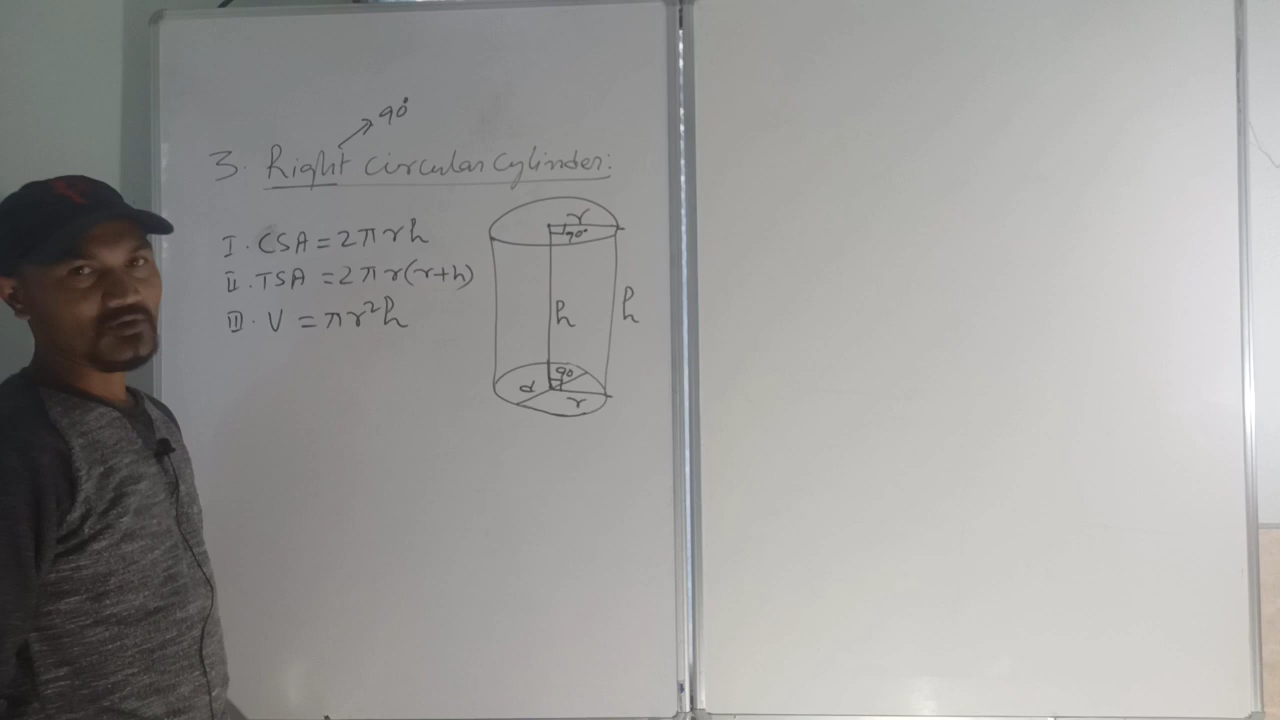 90°
3. Right circular cylinder:
I. CSA = 2πrh
II. TSA = 2πr(r+h)
III. V = πr²h
r
90°
h
h
90
d
r